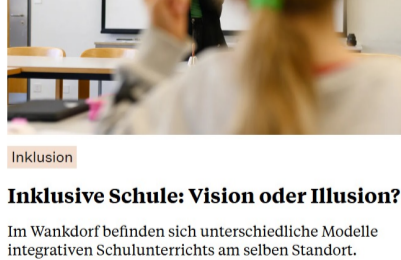 Inklusion
Inklusive Schule: Vision oder Illusion?
Im Wankdorf befinden sich unterschiedliche Modelle
integrativen Schulunterrichts am selben Standort.